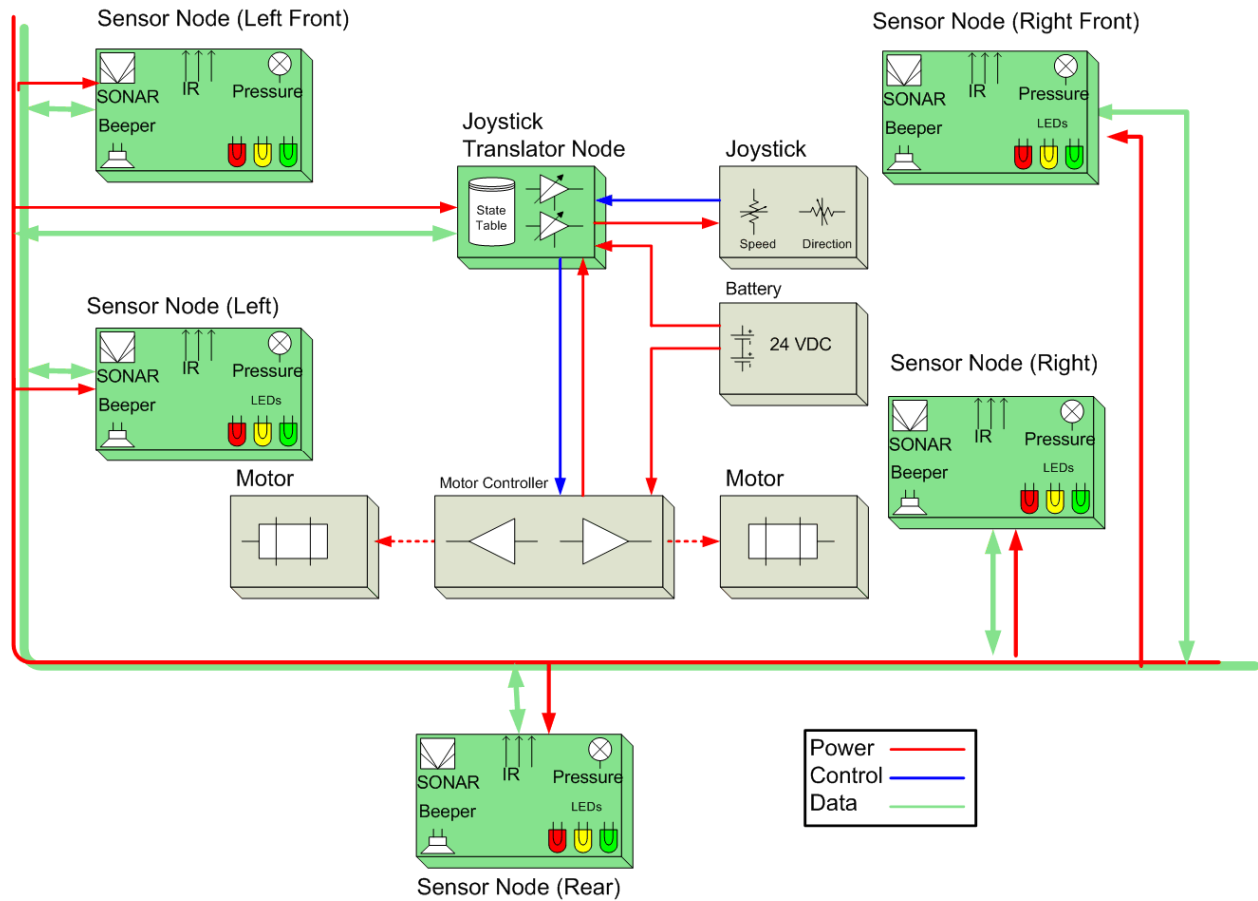 Sensor Node (Left Front)
SONAR
IR
Pressure
Beeper
Sensor Node (Right Front)
SONAR
IR
Pressure
Beeper
LEDs
Joystick
Translator Node
State
Table
Joystick
Speed
Direction
Battery
24 VDC
Sensor Node (Left)
SONAR
IR
Pressure
Beeper
LEDs
Sensor Node (Right)
SONAR
IR
Pressure
Beeper
LEDs
Motor
Motor Controller
Motor
SONAR
IR
Pressure
Beeper
LEDs
Sensor Node (Rear)
Power
Control
Data